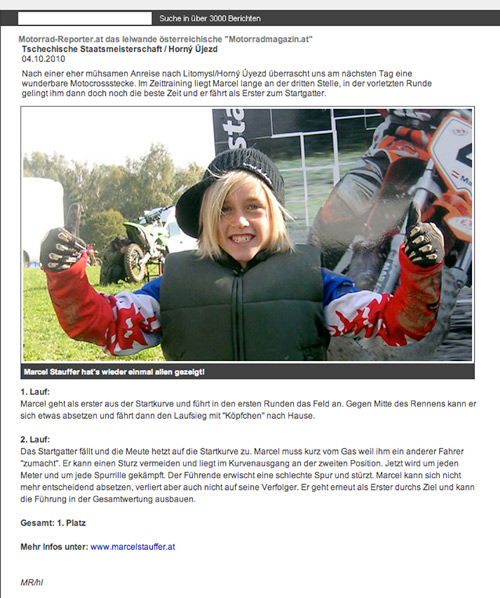 Suche in über 3000 Berichten
Motorrad-Reporter.at das leiwande österreichische "Motorradmagazin.at"
Tschechische Staatsmeisterschaft / Horný Újezd
04.10.2010
Nach einer eher mühsamen Anreise nach Litomysl/Horný Úyezd überrascht uns am nächsten Tag eine
wunderbare Motocrossstecke. Im Zeittraining liegt Marcel lange an der dritten Stelle, in der vorletzten Runde
gelingt ihm dann doch noch die beste Zeit und er fährt als Erster zum Startgatter.
sta
4
Marcel Stauffer hat's wieder einmal allen gezeigt!
1. Lauf:
Marcel geht als erster aus der Startkurve und führt in den ersten Runden das Feld an. Gegen Mitte des Rennens kann er
sich etwas absetzen und fährt dann den Laufsieg mit "Köpfchen" nach Hause.
2. Lauf:
Das Startgatter fällt und die Meute hetzt auf die Startkurve zu. Marcel muss kurz vom Gas weil ihm ein anderer Fahrer
"zumacht". Er kann einen Sturz vermeiden und liegt im Kurvenausgang an der zweiten Position. Jetzt wird um jeden
Meter und um jede Spurrille gekämpft. Der Führende erwischt eine schlechte Spur und stürzt. Marcel kann sich nicht
mehr entscheidend absetzen, verliert aber auch nicht auf seine Verfolger. Er geht erneut als Erster durchs Ziel und kann
die Führung in der Gesamtwertung ausbauen.
Gesamt: 1. Platz
Mehr Infos unter: www.marcelstauffer.at
MR/hl